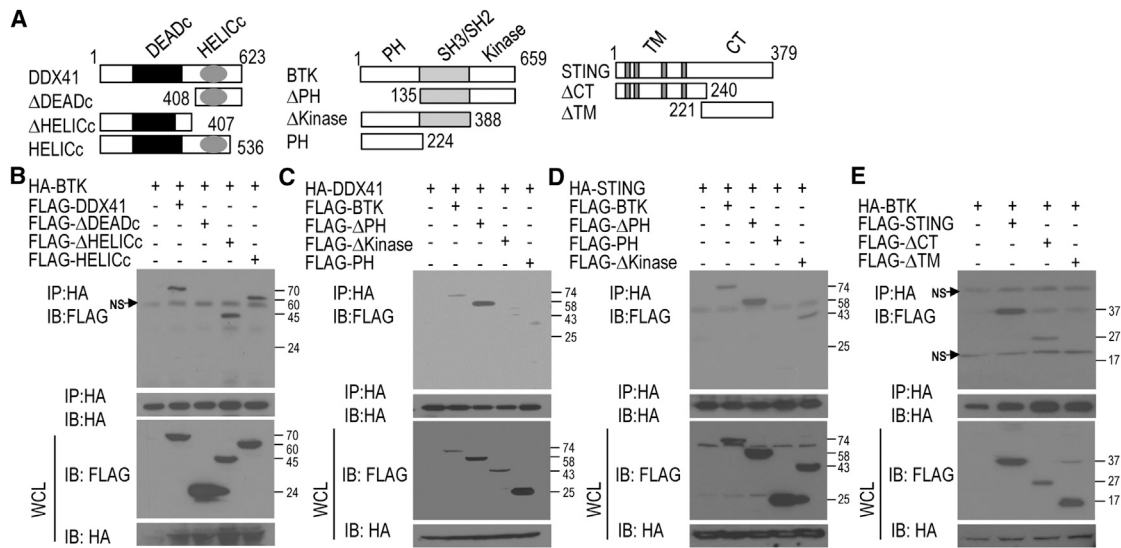 A
DEADc HELICc
1 623
DDX41
ΔDEADc 408
ΔHELICc 407
HELICc 536
PH SH3/SH2 Kinase
1 659
BTK
ΔPH 135
ΔKinase 388
PH 224
TM CT
1 379
STING
ΔCT 240
ΔTM 221
B
HA-BTK + + + + +
FLAG-DDX41 - + - - -
FLAG-ΔDEADc - - + - -
FLAG-ΔHELICc - - - + -
FLAG-HELICc - - - - +
IP:HA
IB:FLAG
NS
70
60
45
24
IP:HA
IB:HA
WCL
IB: FLAG
70
60
45
24
IB: HA
C
HA-DDX41 + + + + +
FLAG-BTK - + - - -
FLAG-ΔPH - - + - -
FLAG-ΔKinase - - - + -
FLAG-PH - - - - +
IP:HA
IB:FLAG
74
58
43
25
IP:HA
IB:HA
WCL
IB: FLAG
74
58
43
25
IB: HA
D
HA-STING + + + + +
FLAG-BTK - + - - -
FLAG-ΔPH - - + - -
FLAG-PH - - - + -
FLAG-ΔKinase - - - - +
IP:HA
IB:FLAG
74
58
43
25
IP:HA
IB:HA
WCL
IB: FLAG
74
58
43
25
IB: HA
E
HA-BTK + + + +
FLAG-STING - + - -
FLAG-ΔCT - - + -
FLAG-ΔTM - - - +
IP:HA
IB:FLAG
NS
NS
37
27
17
IP:HA
IB:HA
WCL
IB: FLAG
37
27
17
IB: HA